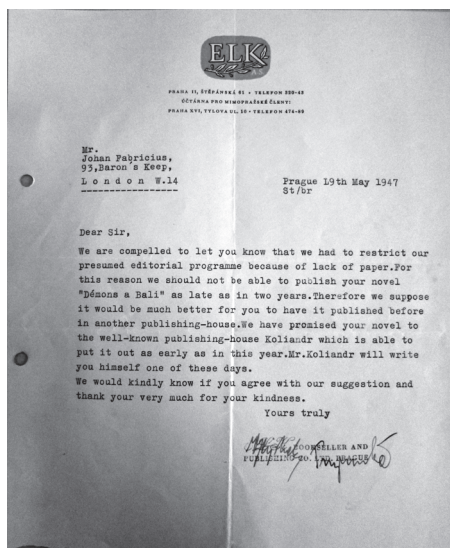 ELK
A.S.
PRAHA II, ŠTĚPÁNSKÁ 61 • TELEFON
ÚČTÁRNA PRO MIMOPRAŽSKÉ ČLENY:
PRAHA XVI, TYLOVA UL. 19 • TELEFON
Mr.
Johan Fabricius,
93,Baron's Keep,
L o n d o n W.14
Prague 19th May 1947
St/br
Dear Sir,
We are compelled to let you know that we had to restrict our
presumed editorial programme because of lack of paper.For
this reason we should not be able to publish your novel
"Démons a Bali" as late as in two years.Therefore we suppose
it would be much better for you to have it published before
in another publishing-house.We have promised your novel to
the well-known publishing-house Koliandr which is able to
put it out as early as in this year.Mr.Koliandr will write
you himself one of these days.
We would kindly know if you agree with our suggestion and
thank your very much for your kindness.
Yours truly
BOOKSELLER AND
PUBLISHING CO. LTD. PRAGUE